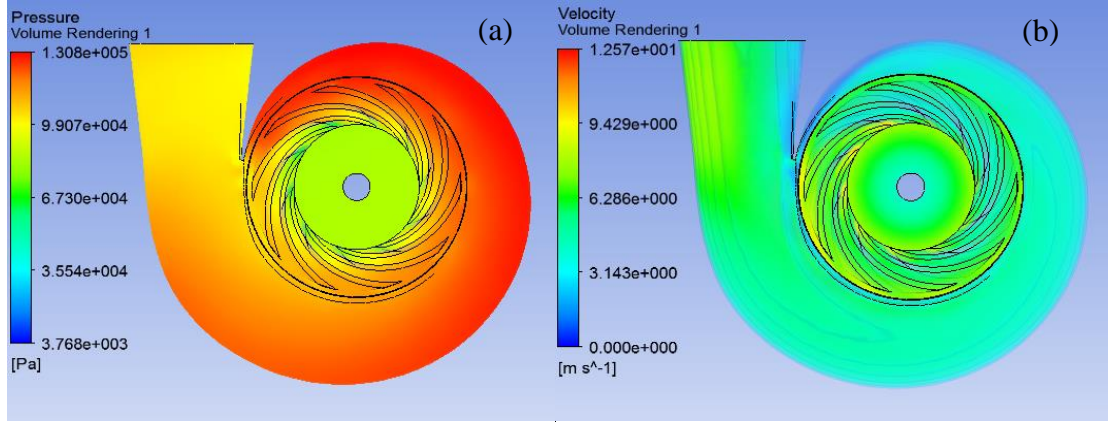 Pressure
Volume Rendering 1
(a)
1.308e+005
9.907e+004
6.730e+004
3.554e+004
3.768e+003
[Pa]
Velocity
Volume Rendering 1
(b)
1.257e+001
9.429e+000
6.286e+000
3.143e+000
0.000e+000
[m s^-1]